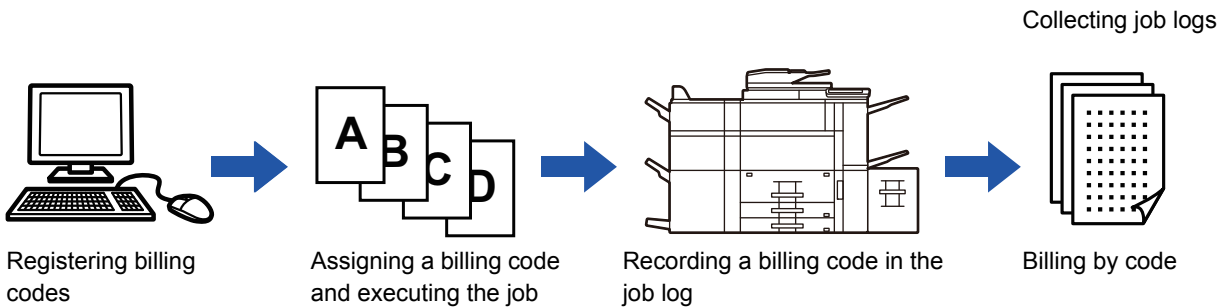 Collecting job logs
A
B
C
D
Registering billing
codes
Assigning a billing code
and executing the job
Recording a billing code in the
job log
Billing by code